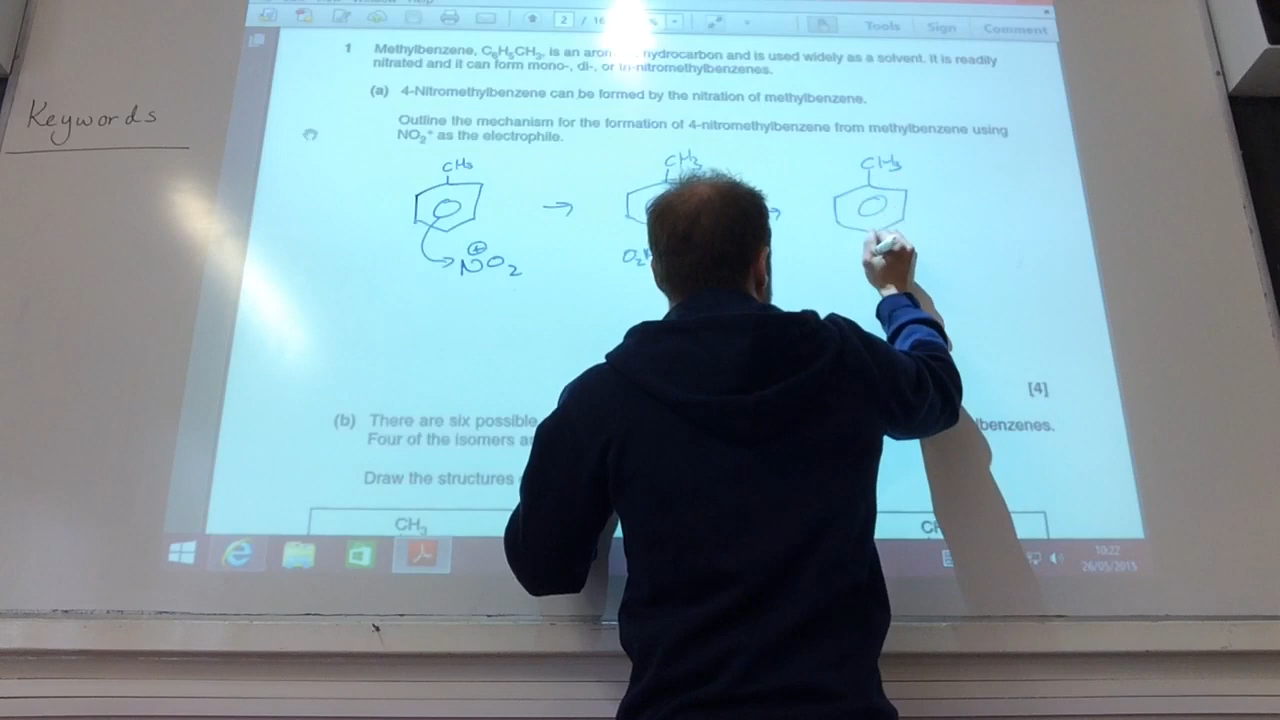 2 / 16
Tools Sign Comment
Keywords
1 Methylbenzene, C6H5CH3, is an hydrocarbon and is used widely as a solvent. It is readily
nitrated and it can form mono-, di-, or tri-nitromethylbenzenes.
(a) 4-Nitromethylbenzene can be formed by the nitration of methylbenzene.
Outline the mechanism for the formation of 4-nitromethylbenzene from methylbenzene using
NO2+ as the electrophile.
CH3 CH3 CH3
→
⊕
NO2 O2
[4]
(b) There are six possible
Four of the isomers
Draw the structures
CH3
10:22
26/05/2015